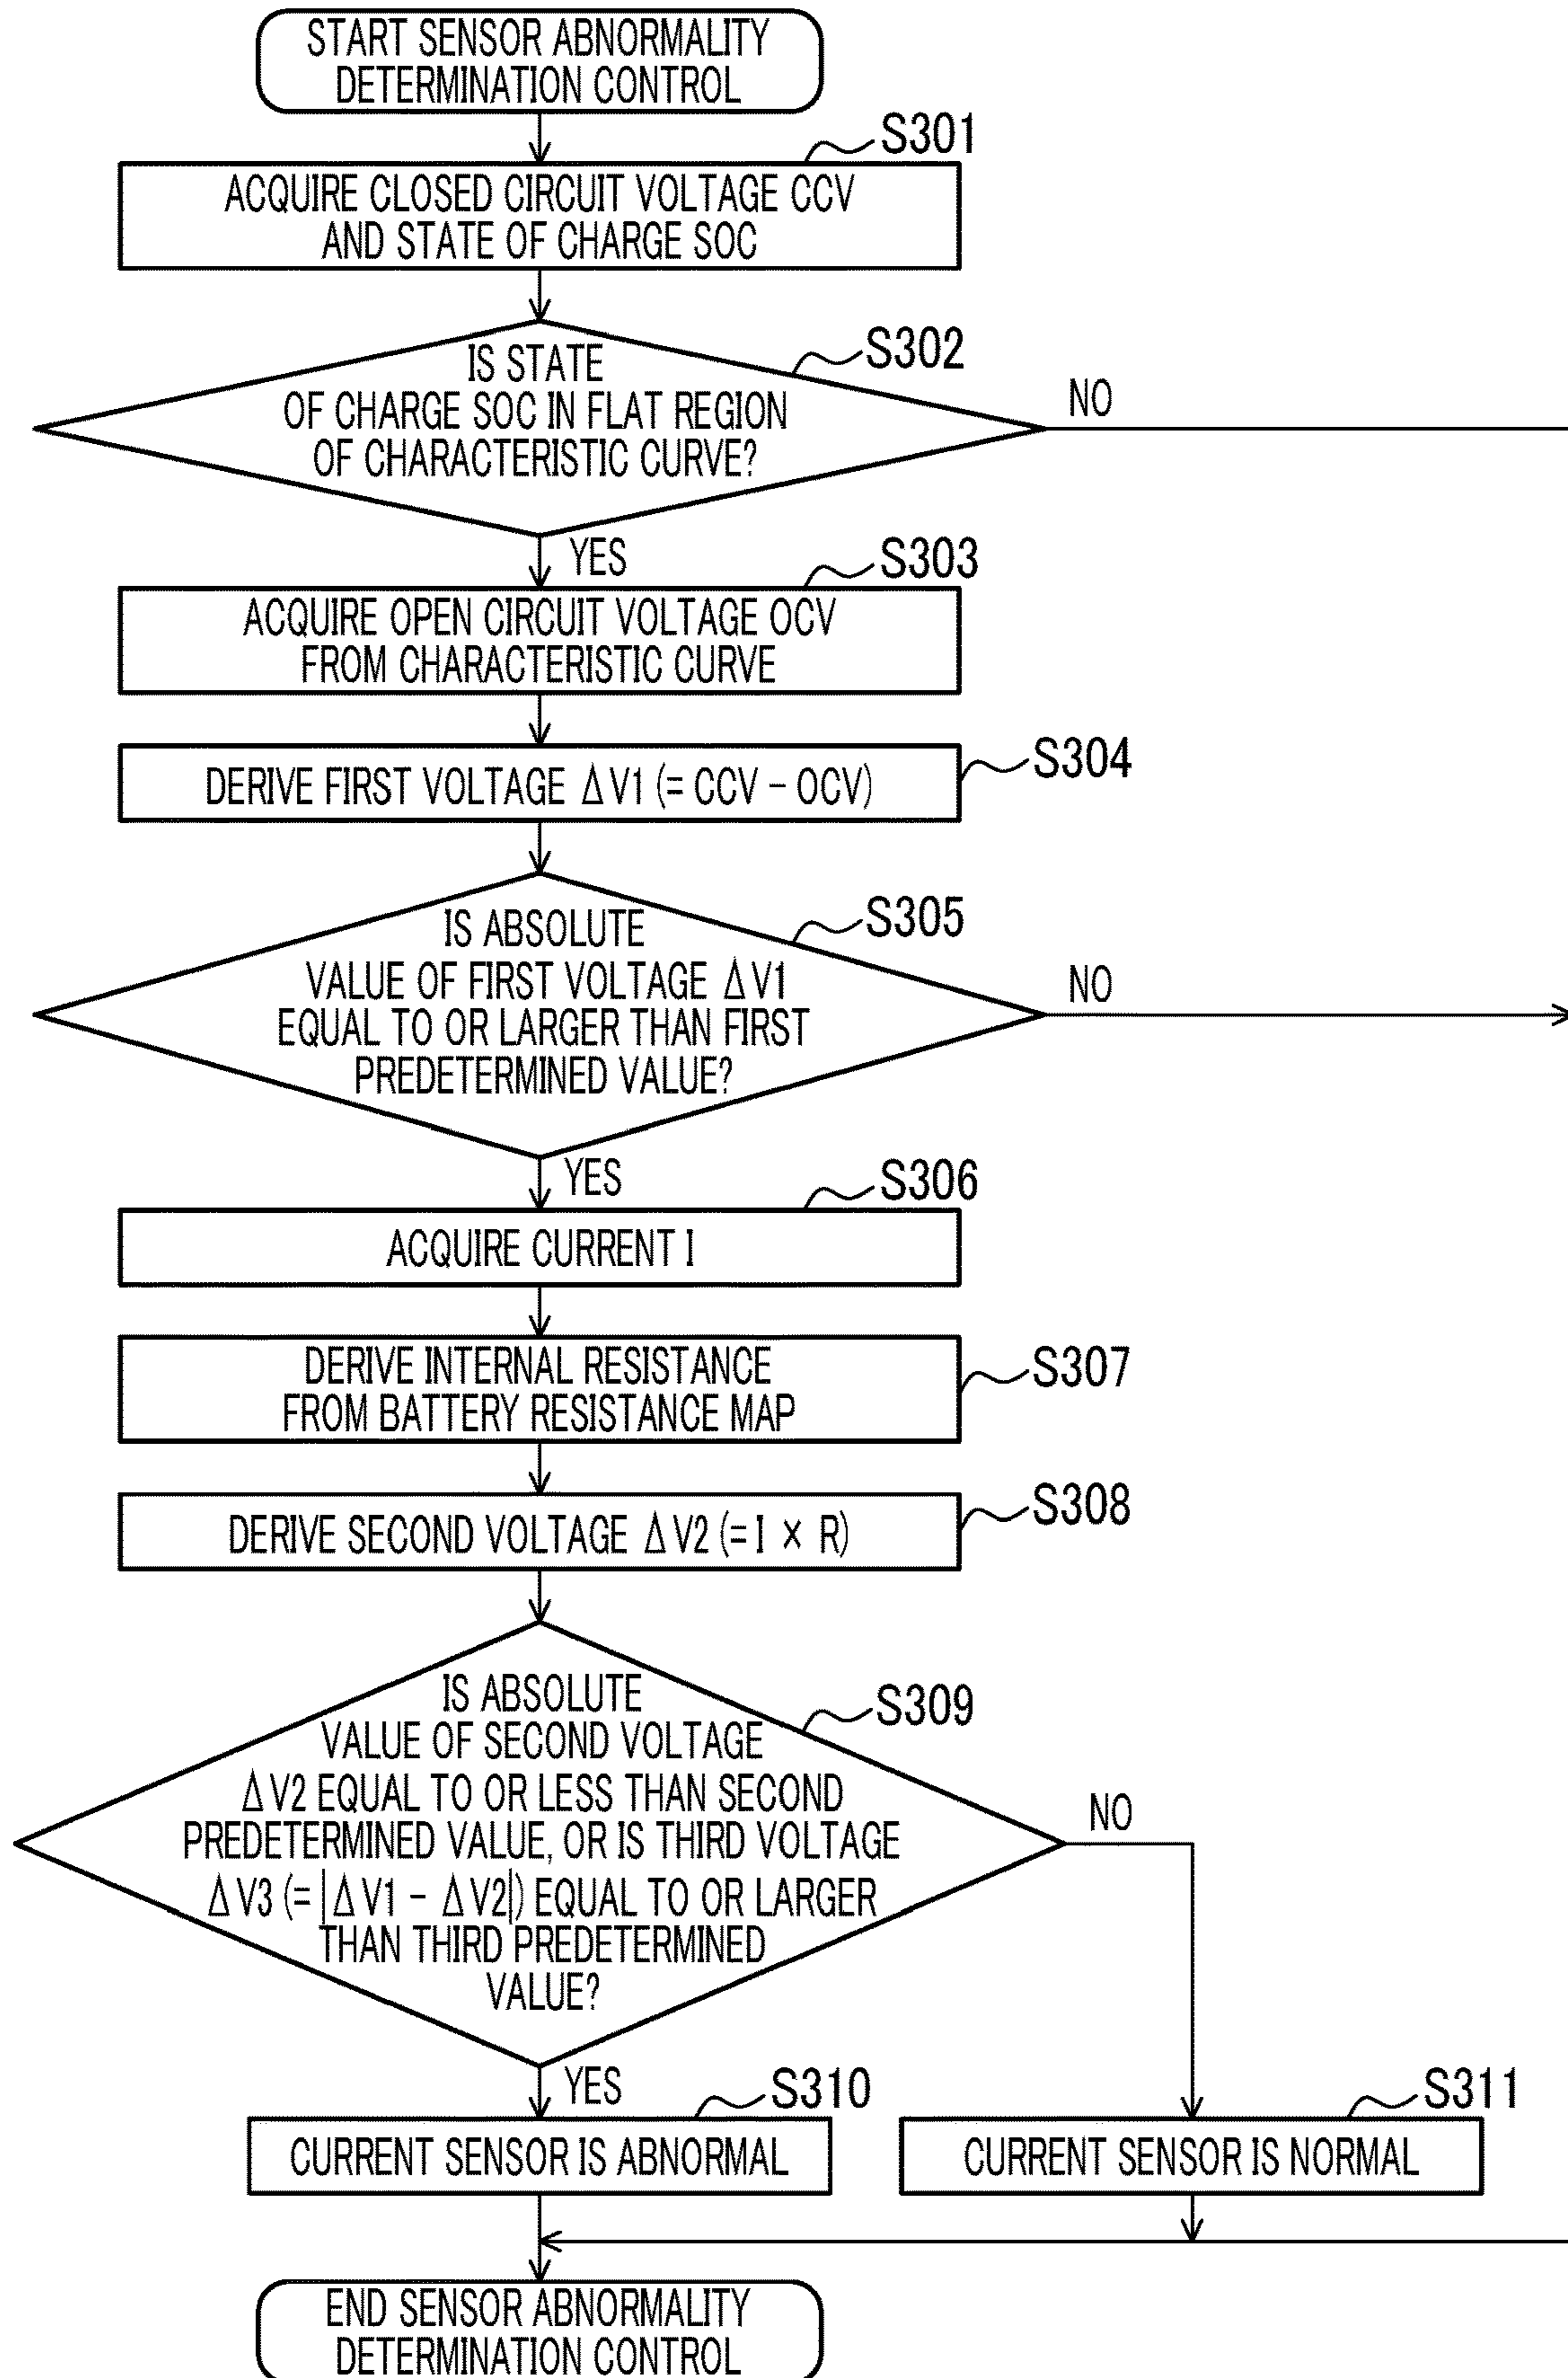 START SENSOR ABNORMALITY
DETERMINATION CONTROL
S301
ACQUIRE CLOSED CIRCUIT VOLTAGE CCV
AND STATE OF CHARGE SOC
S302
IS STATE
OF CHARGE SOC IN FLAT REGION
OF CHARACTERISTIC CURVE?
NO
YES
S303
ACQUIRE OPEN CIRCUIT VOLTAGE OCV
FROM CHARACTERISTIC CURVE
S304
DERIVE FIRST VOLTAGE ΔV1 (= CCV − OCV)
S305
IS ABSOLUTE
VALUE OF FIRST VOLTAGE ΔV1
EQUAL TO OR LARGER THAN FIRST
PREDETERMINED VALUE?
NO
YES
S306
ACQUIRE CURRENT I
S307
DERIVE INTERNAL RESISTANCE
FROM BATTERY RESISTANCE MAP
S308
DERIVE SECOND VOLTAGE ΔV2 (= I × R)
S309
IS ABSOLUTE
VALUE OF SECOND VOLTAGE
ΔV2 EQUAL TO OR LESS THAN SECOND
PREDETERMINED VALUE, OR IS THIRD VOLTAGE
ΔV3 (= |ΔV1 − ΔV2|) EQUAL TO OR LARGER
THAN THIRD PREDETERMINED
VALUE?
NO
YES
S310
CURRENT SENSOR IS ABNORMAL
S311
CURRENT SENSOR IS NORMAL
END SENSOR ABNORMALITY
DETERMINATION CONTROL